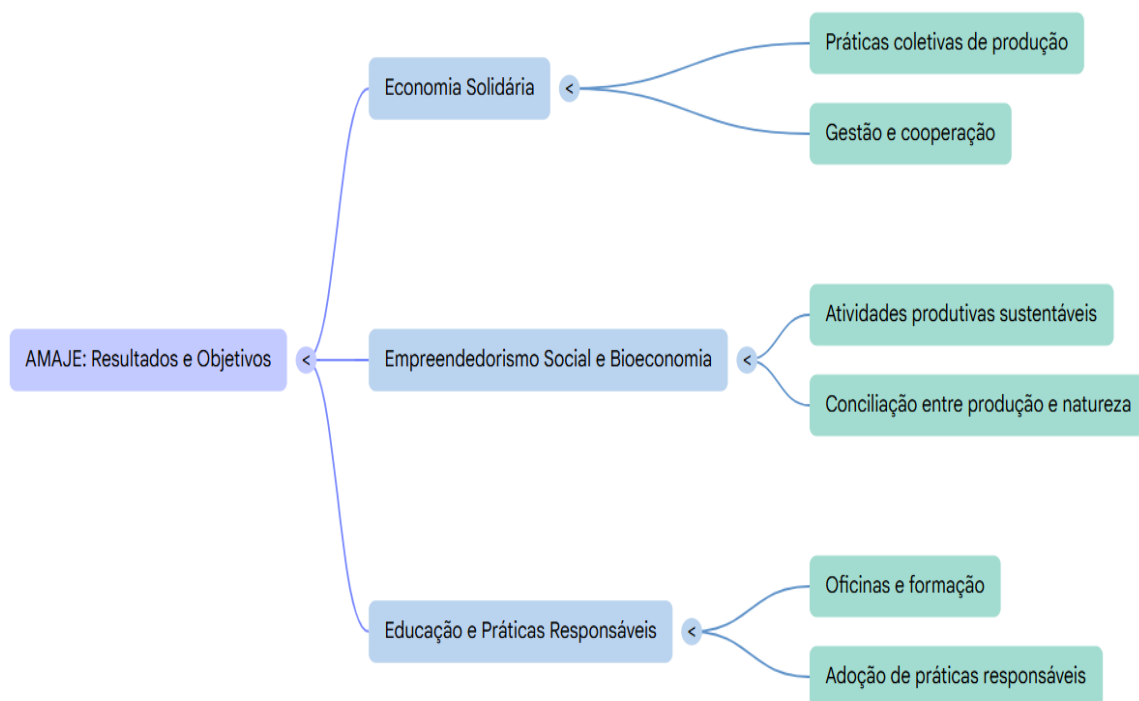 AMAJE: Resultados e Objetivos
<
Economia Solidária
<
Práticas coletivas de produção
Gestão e cooperação
Empreendedorismo Social e Bioeconomia
<
Atividades produtivas sustentáveis
Conciliação entre produção e natureza
Educação e Práticas Responsáveis
<
Oficinas e formação
Adoção de práticas responsáveis